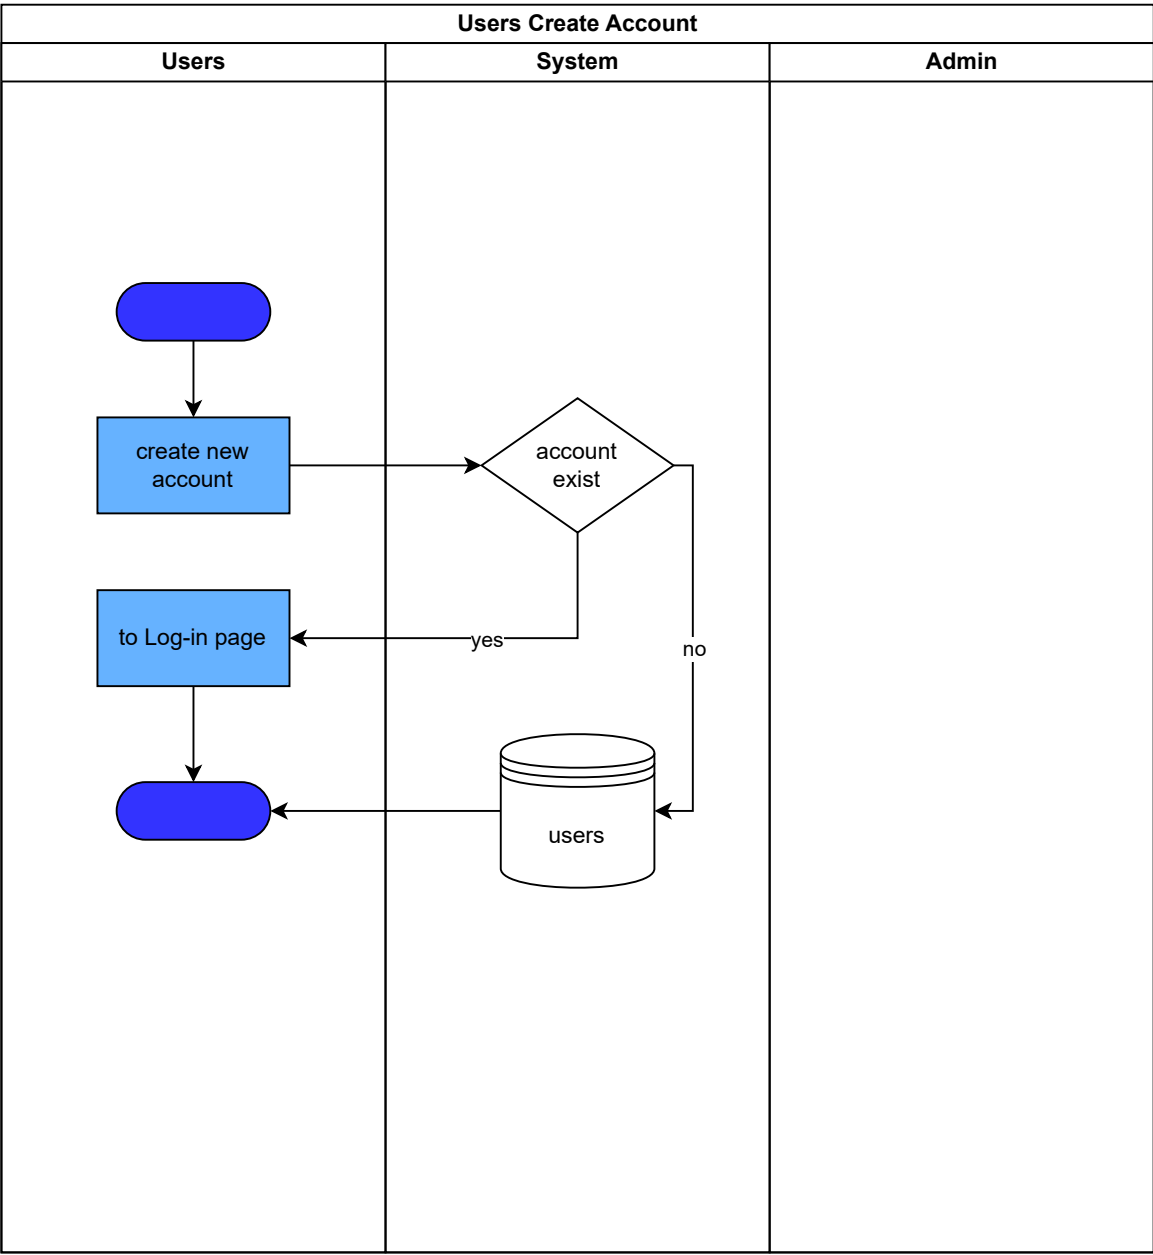 Users Create Account
Users
System
Admin
create new
account
account
exist
to Log-in page
yes
no
users